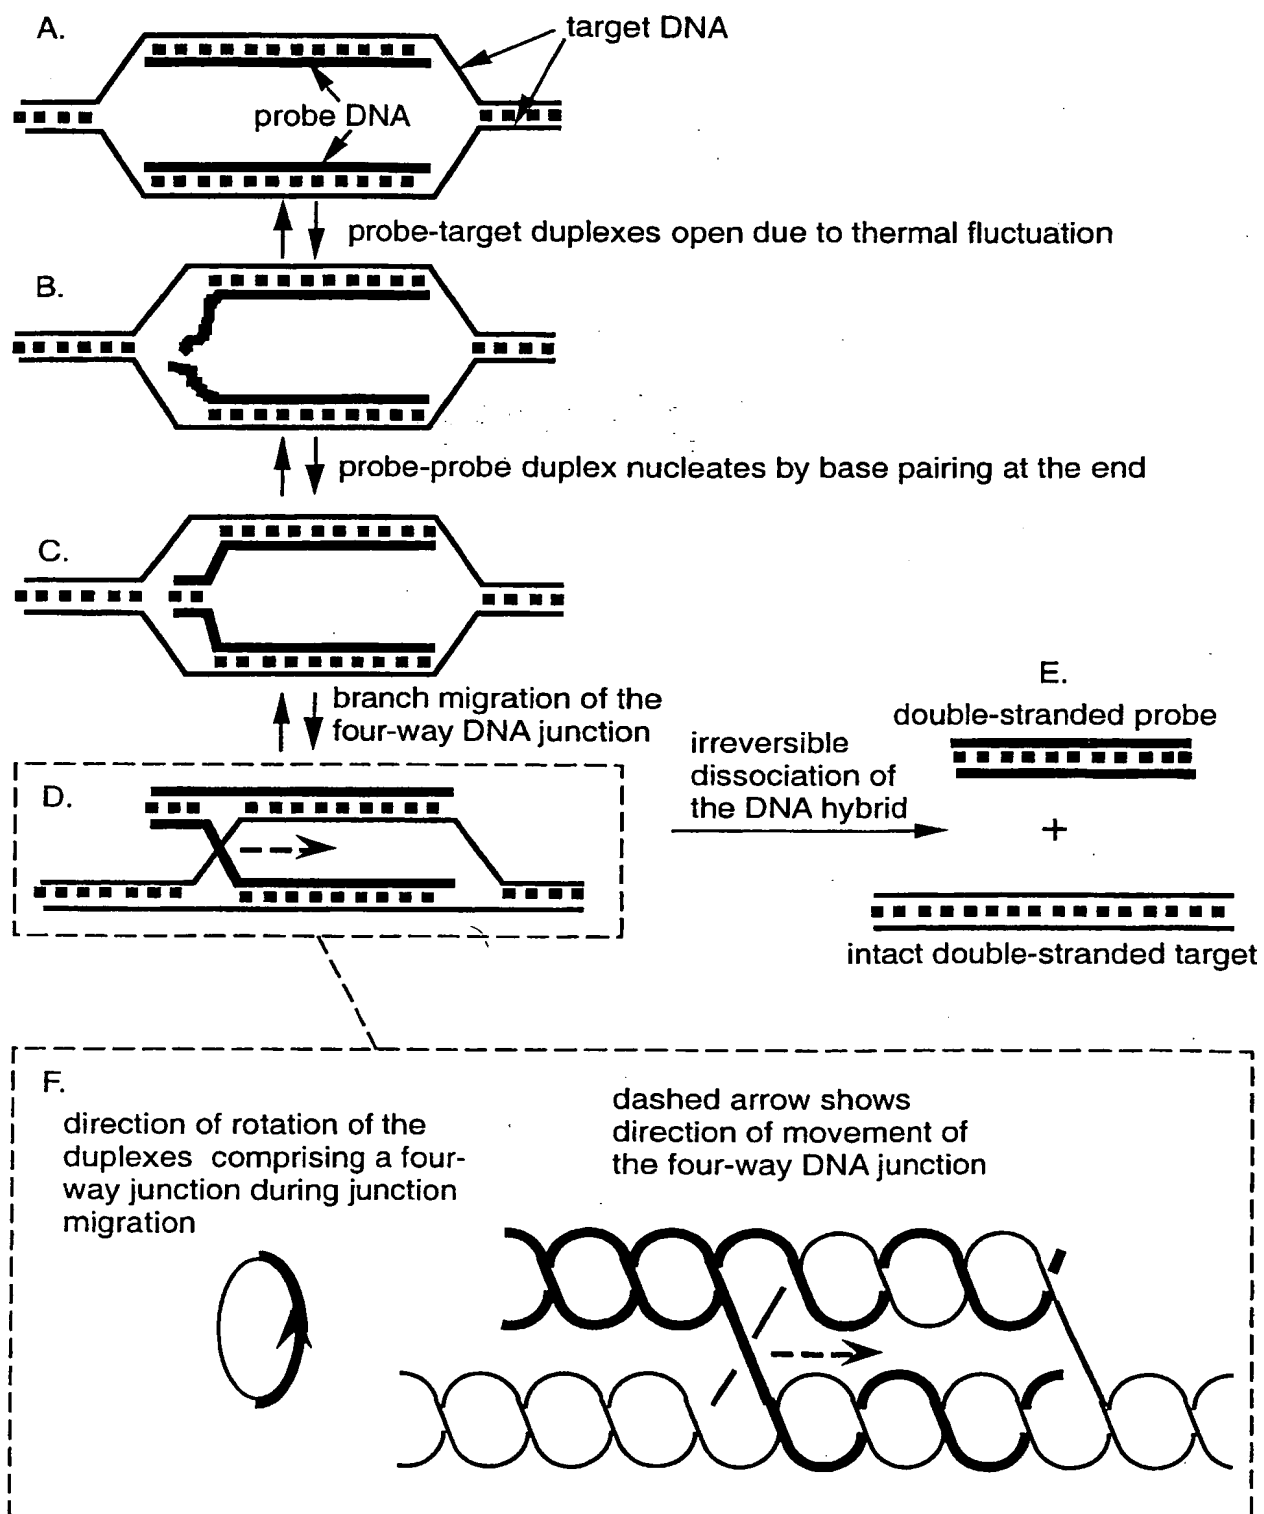 A.
target DNA
probe DNA
probe-target duplexes open due to thermal fluctuation
B.
probe-probe duplex nucleates by base pairing at the end
C.
branch migration of the
four-way DNA junction
E.
double-stranded probe
irreversible
dissociation of
the DNA hybrid
+
intact double-stranded target
D.
F.
direction of rotation of the
duplexes comprising a four-
way junction during junction
migration
dashed arrow shows
direction of movement of
the four-way DNA junction